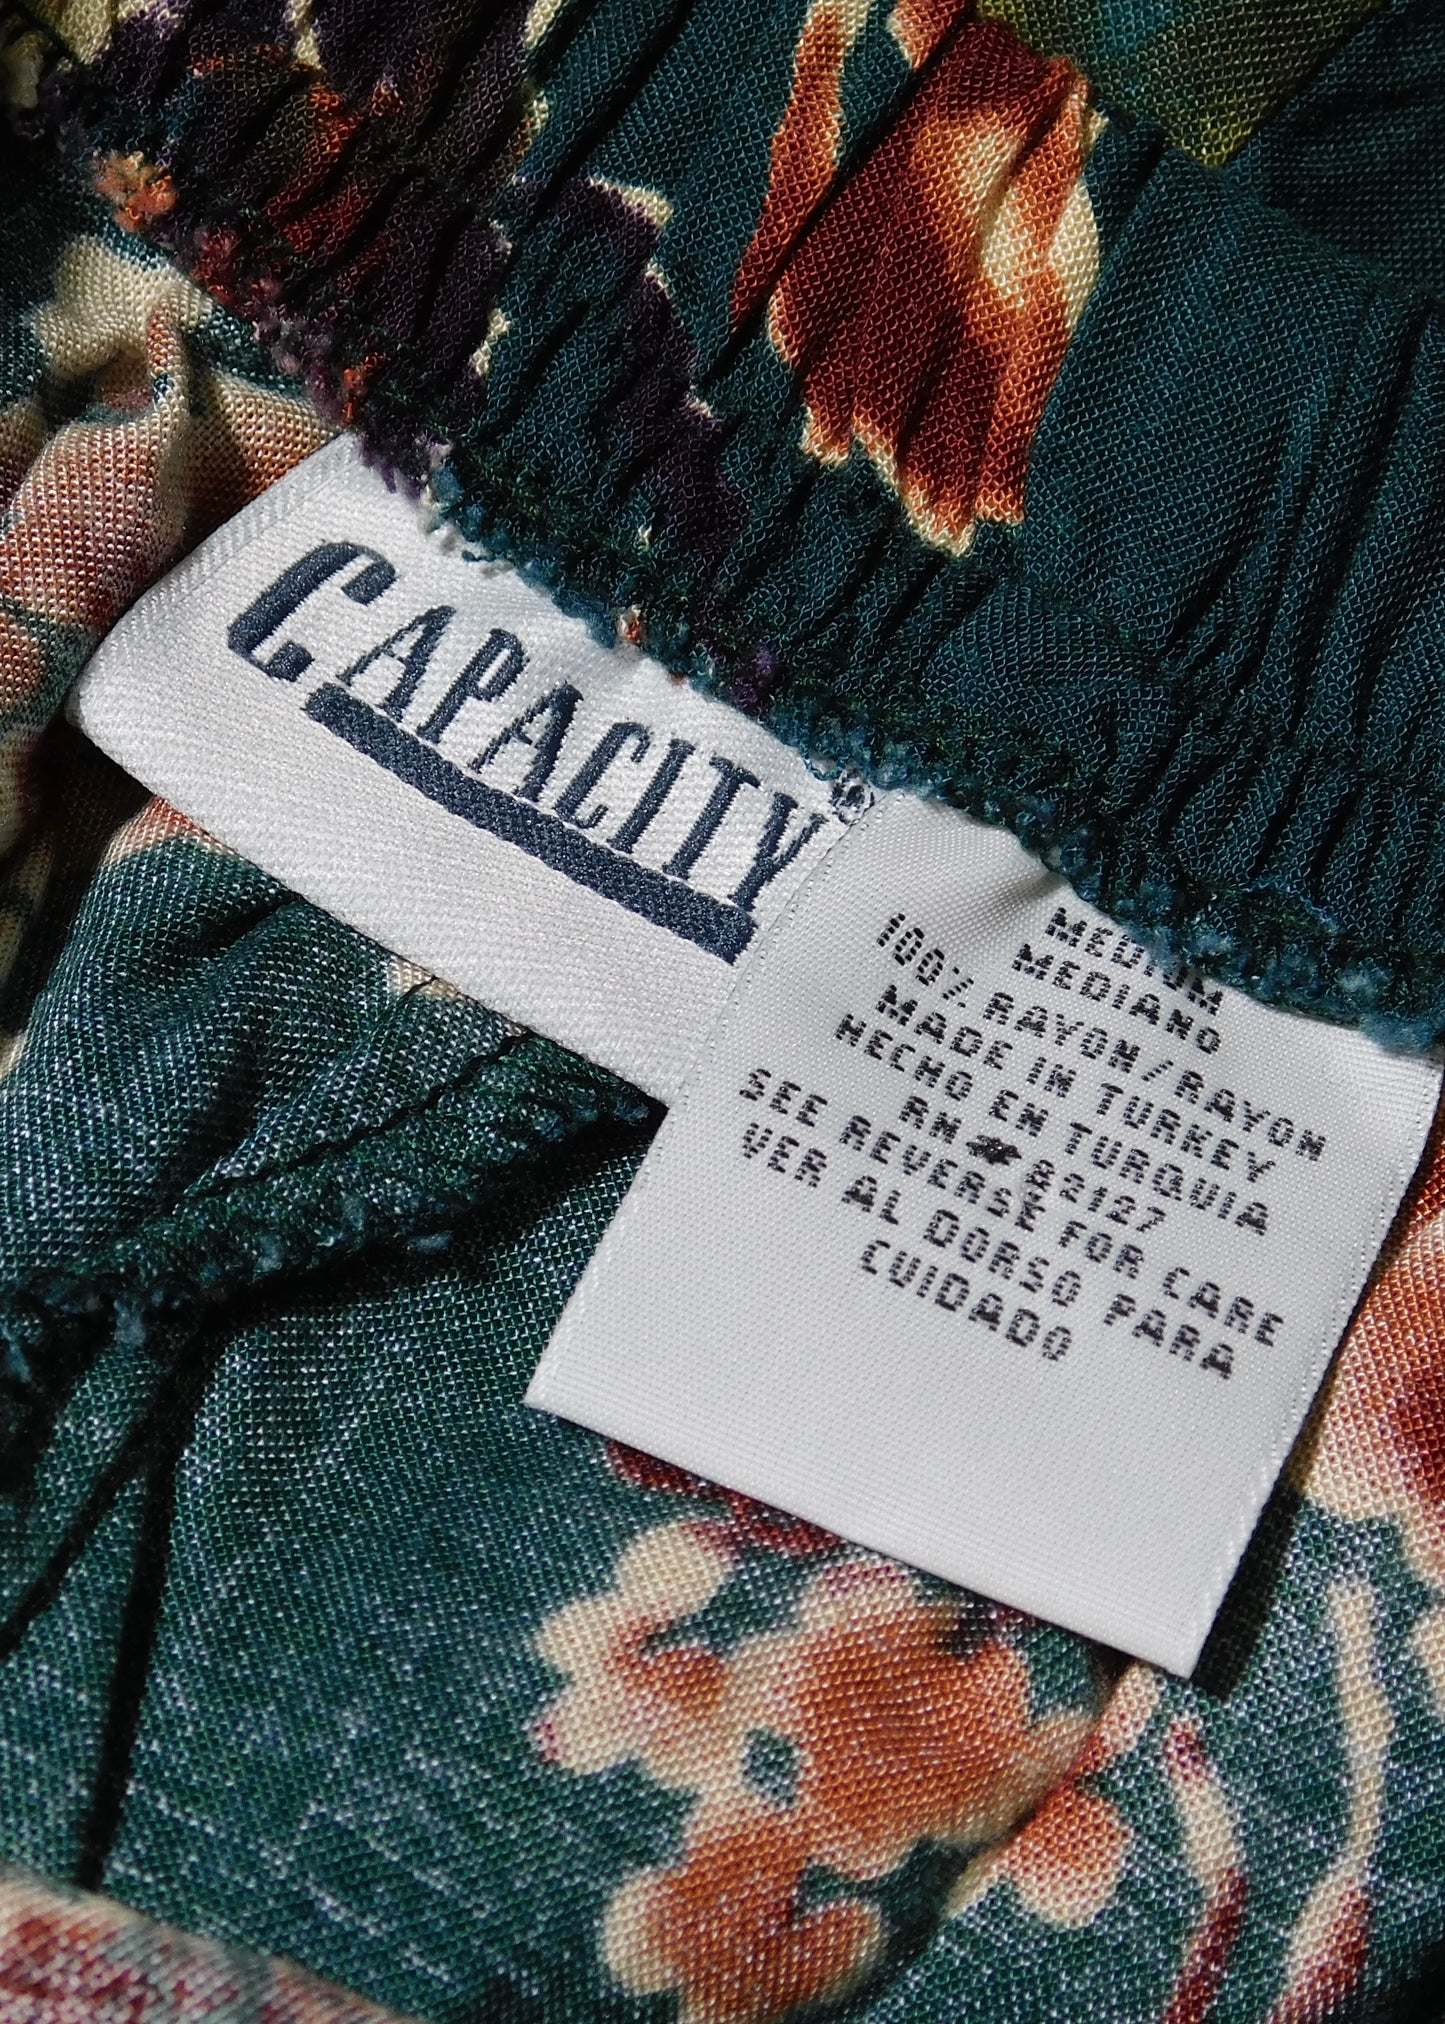 CAPACITY®
MEDIUM
MEDIANO
100% RAYON/RAYON
MADE IN TURKEY
HECHO EN TURQUIA
RN 82127
SEE REVERSE FOR CARE
VER AL DORSO PARA
CUIDADO